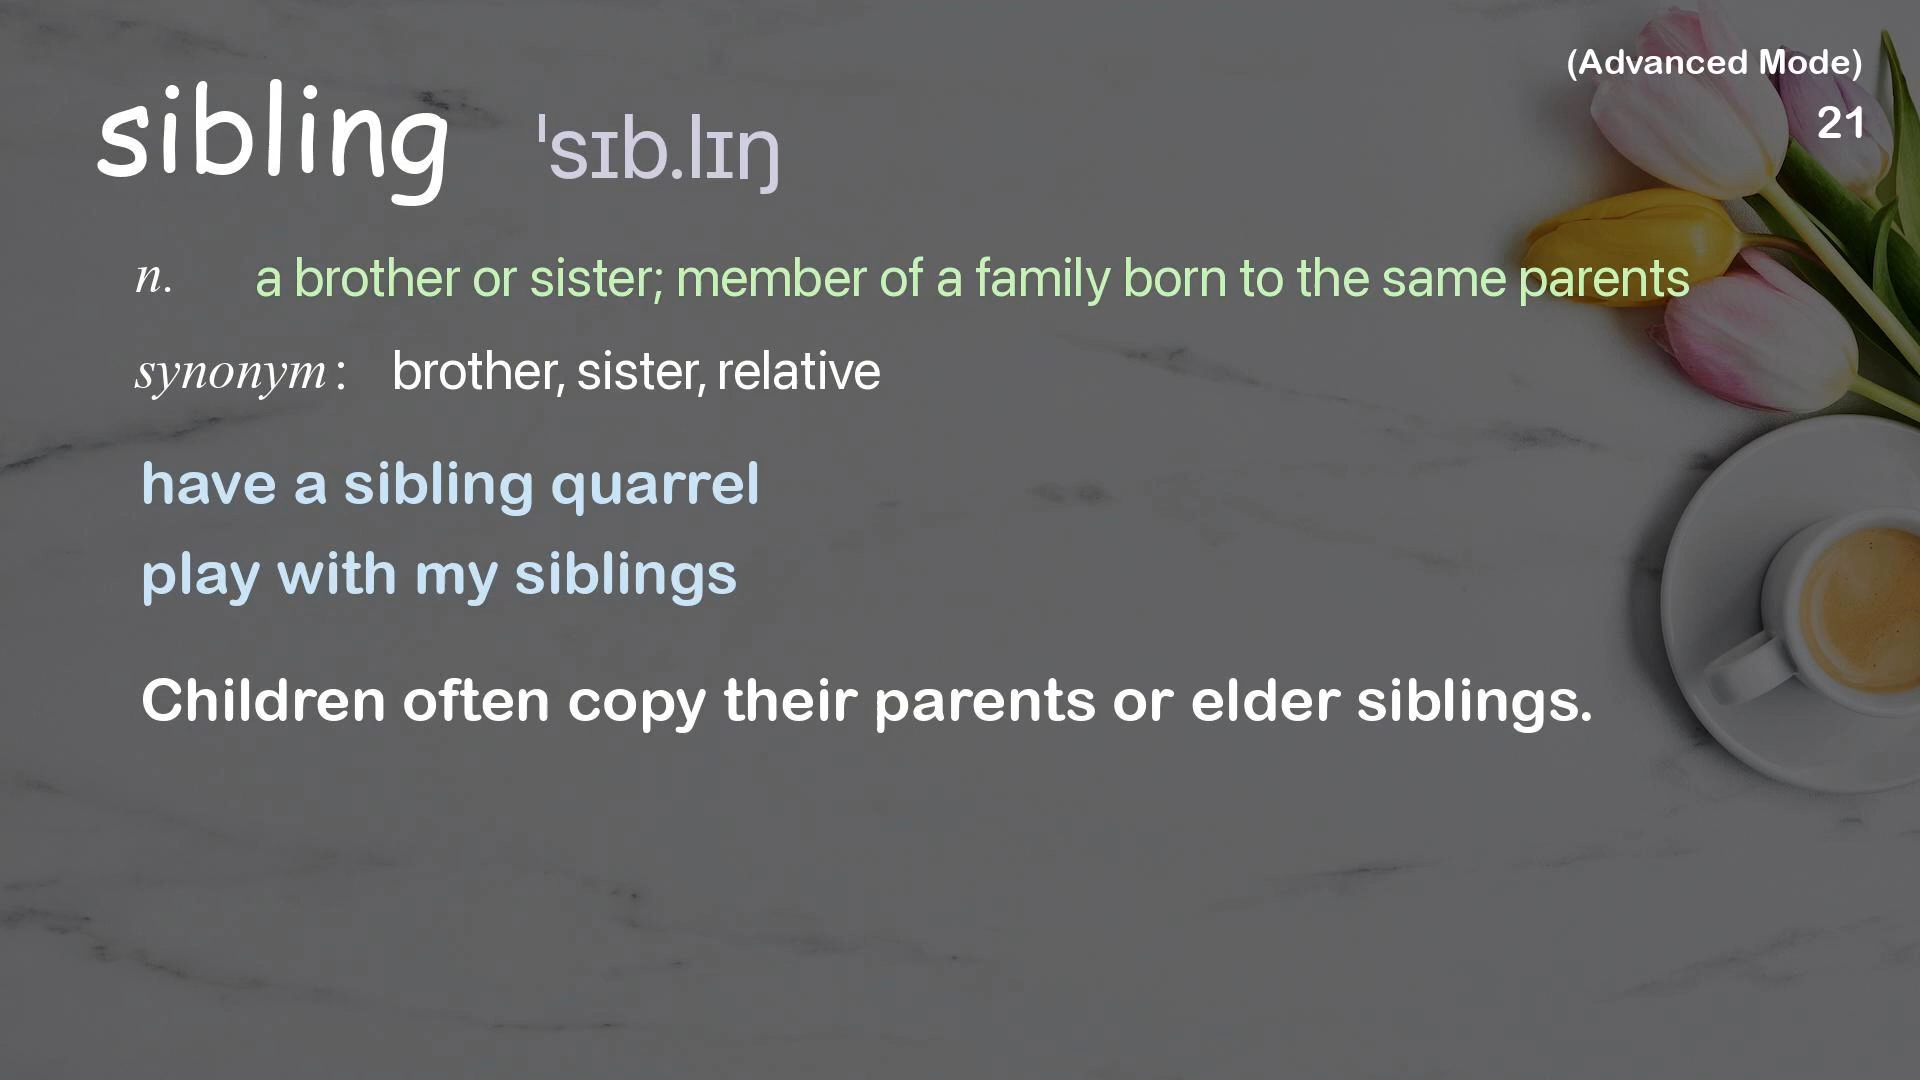 (Advanced Mode)
21
sibling ˈsɪb.lɪŋ
n. a brother or sister; member of a family born to the same parents
synonym: brother, sister, relative
have a sibling quarrel
play with my siblings
Children often copy their parents or elder siblings.